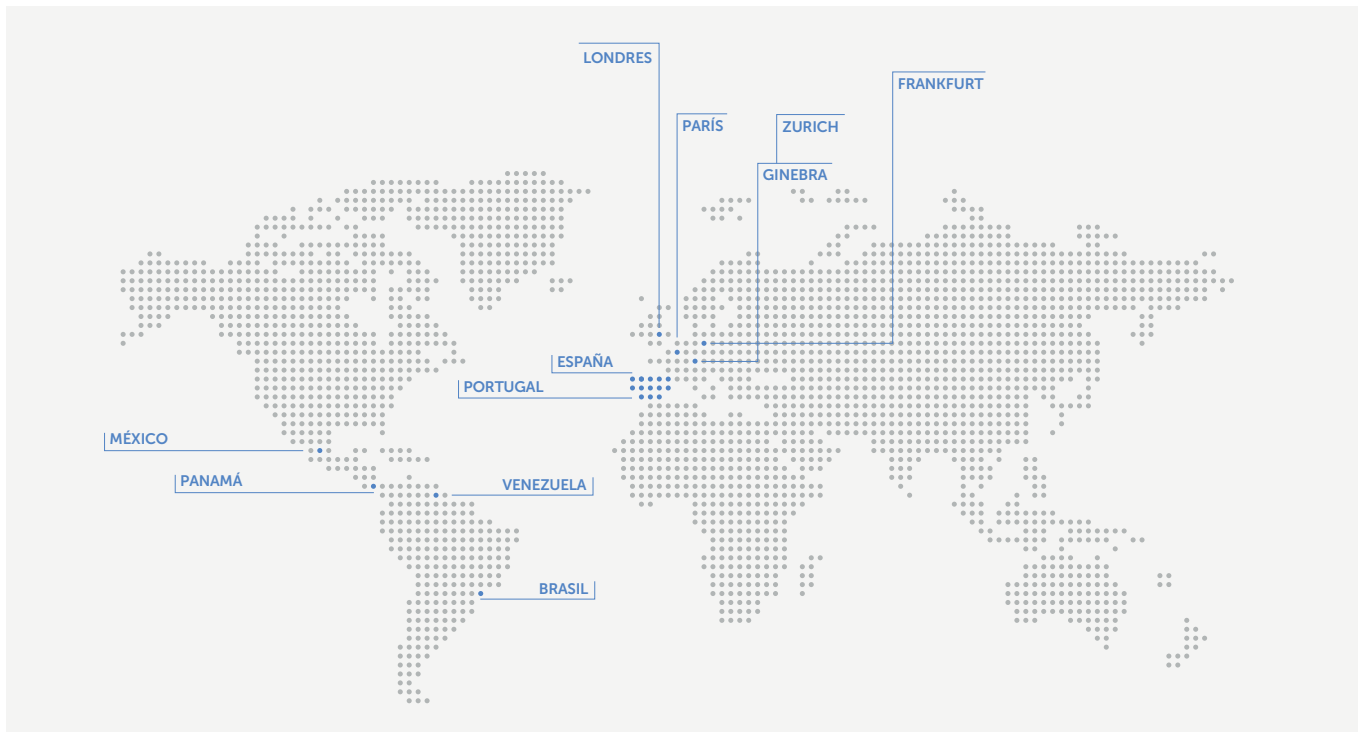 LONDRES
FRANKFURT
PARÍS
ZURICH
GINEBRA
ESPAÑA
PORTUGAL
MÉXICO
PANAMÁ
VENEZUELA
BRASIL